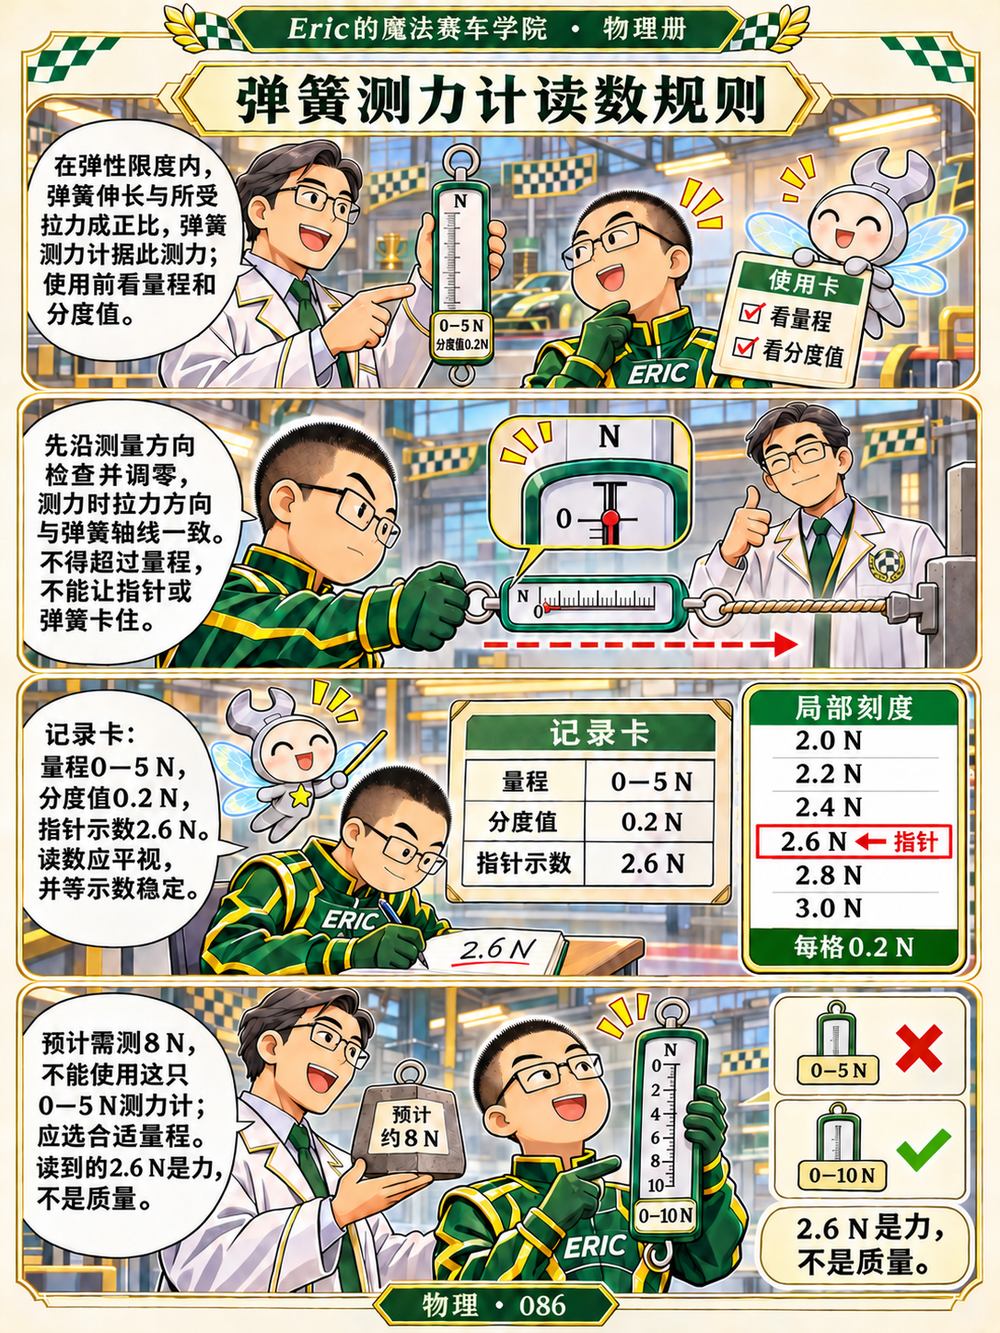 Eric的魔法赛车学院 • 物理册
弹簧测力计读数规则
在弹性限度内，
弹簧伸长与所受
拉力成正比，弹簧
测力计据此测力；
使用前看量程和
分度值。
N
0—5 N
分度值0.2N
ERIC
使用卡
看量程
看分度值
先沿测量方向
检查并调零，
测力时拉力方向
与弹簧轴线一致。
不得超过量程，
不能让指针或
弹簧卡住。
N
0
N
0
记录卡：
量程0—5 N，
分度值0.2 N，
指针示数2.6 N。
读数应平视，
并等示数稳定。
ERIC
2.6 N
记录卡
量程 0—5 N
分度值 0.2 N
指针示数 2.6 N
局部刻度
2.0 N
2.2 N
2.4 N
2.6 N ← 指针
2.8 N
3.0 N
每格0.2 N
预计需测8 N，
不能使用这只
0—5 N测力计；
应选合适量程。
读到的2.6 N是力，
不是质量。
预计
约8 N
ERIC
N
0
2
4
6
8
10
0—10 N
0—5 N
0—10 N
2.6 N 是力，
不是质量。
物理 • 086